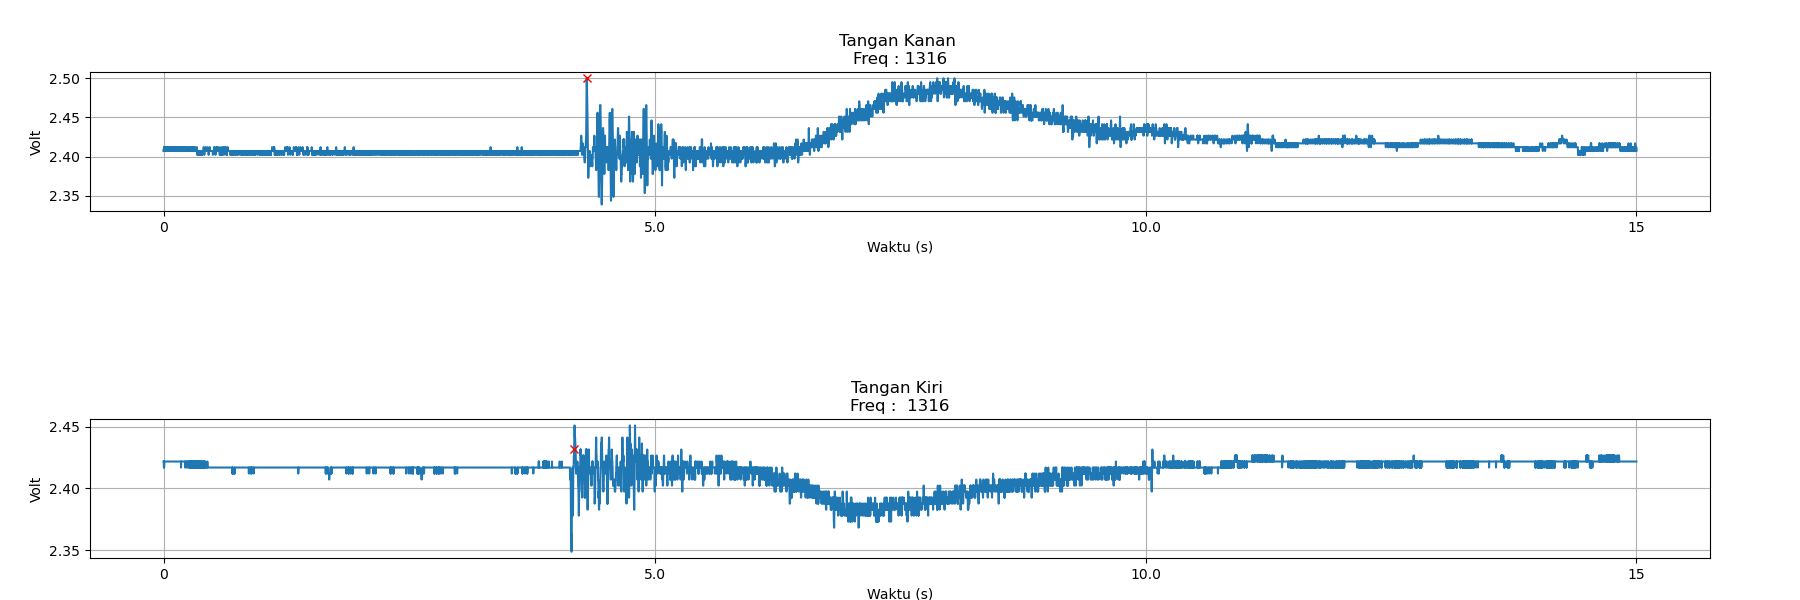 Tangan Kanan
Freq : 1316
2.50
2.45
2.40
2.35
Volt
0 5.0 10.0 15
Waktu (s)
Tangan Kiri
Freq :  1316
2.45
2.40
2.35
Volt
0 5.0 10.0 15
Waktu (s)